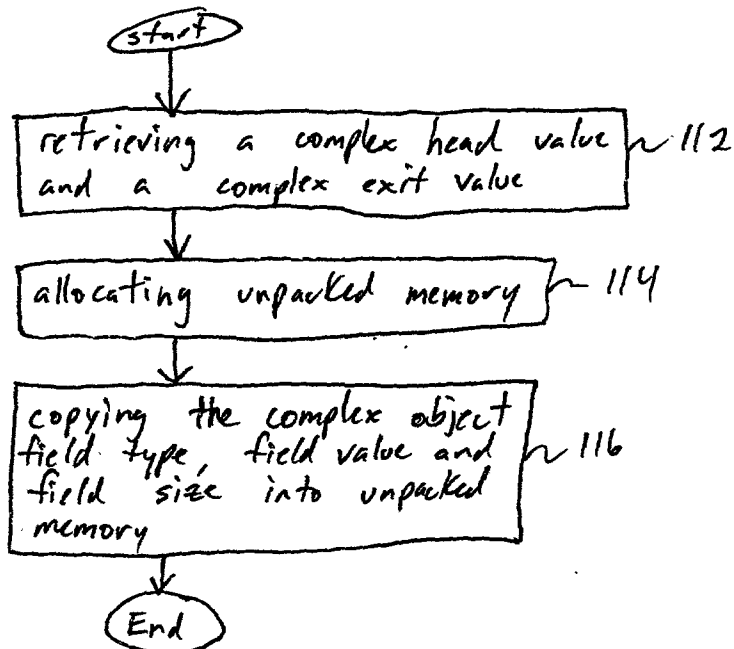 start
retrieving a complex head value
and a complex exit value
112
allocating unpacked memory
114
copying the complex object
field type, field value and
field size into unpacked
memory
116
End